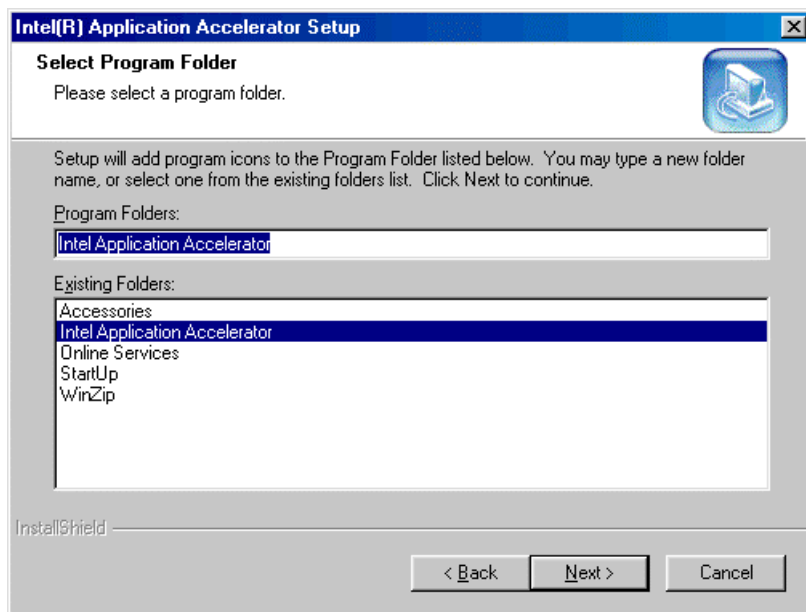 Intel(R) Application Accelerator Setup
Select Program Folder
Please select a program folder.
Setup will add program icons to the Program Folder listed below.  You may type a new folder
name, or select one from the existing folders list.  Click Next to continue.
Program Folders:
Intel Application Accelerator
Existing Folders:
Accessories
Intel Application Accelerator
Online Services
StartUp
WinZip
InstallShield
< Back
Next >
Cancel